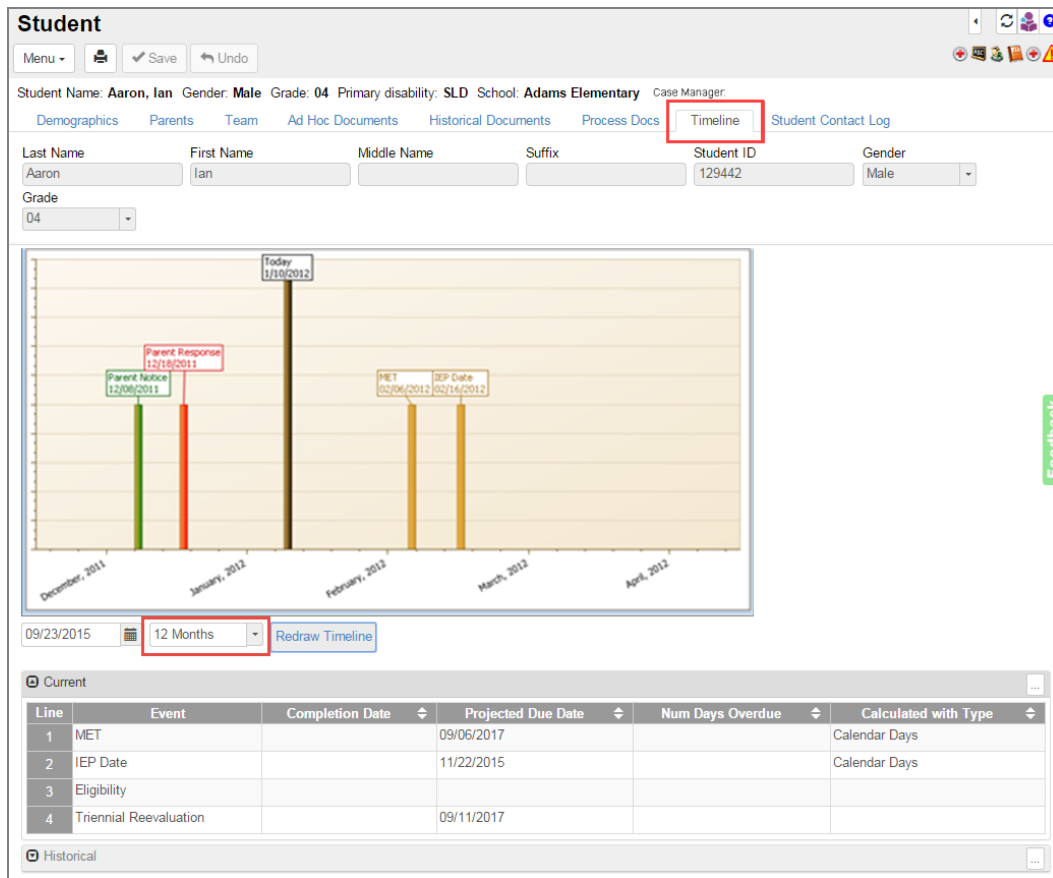 Student
Menu Save Undo
Student Name: Aaron, Ian Gender: Male Grade: 04 Primary disability: SLD School: Adams Elementary Case Manager:
Demographics Parents Team Ad Hoc Documents Historical Documents Process Docs Timeline Student Contact Log
Last Name First Name Middle Name Suffix Student ID Gender
Aaron Ian 129442 Male
Grade
04
Today
1/10/2012
Parent Response
12/18/2011
Parent Notice
12/08/2011
MET
02/06/2012
IEP Date
02/16/2012
December, 2011 January, 2012 February, 2012 March, 2012 April, 2012
Feedback
09/23/2015 12 Months Redraw Timeline
Current ...
Line Event Completion Date Projected Due Date Num Days Overdue Calculated with Type
1 MET 09/06/2017 Calendar Days
2 IEP Date 11/22/2015 Calendar Days
3 Eligibility
4 Triennial Reevaluation 09/11/2017
Historical ...